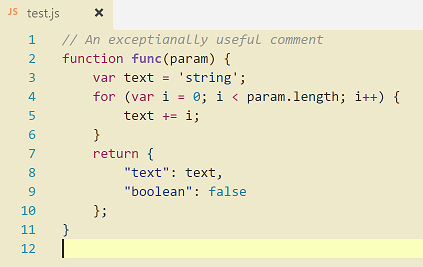 JS test.js ×
1 // An exceptianally useful comment
2 function func(param) {
3     var text = 'string';
4     for (var i = 0; i < param.length; i++) {
5         text += i;
6     }
7     return {
8         "text": text,
9         "boolean": false
10     };
11 }
12